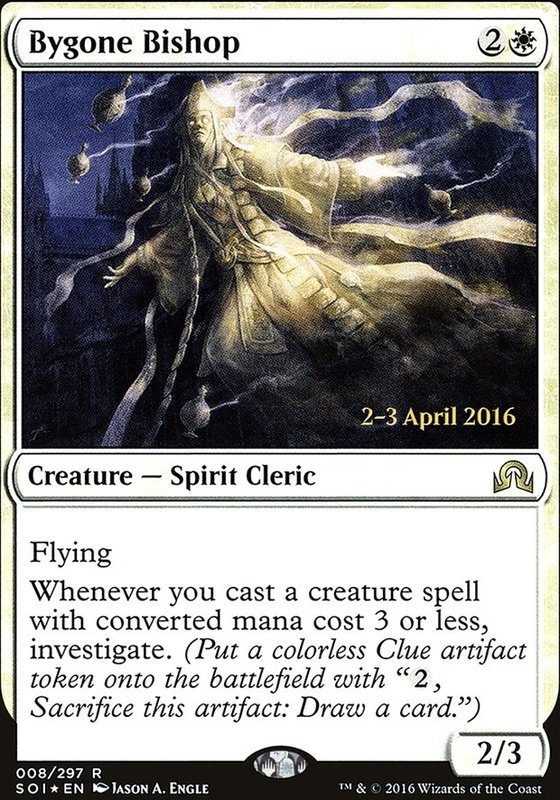 Bygone Bishop 2
2–3 April 2016
Creature — Spirit Cleric
Flying
Whenever you cast a creature spell
with converted mana cost 3 or less,
investigate. (Put a colorless Clue artifact
token onto the battlefield with “2,
Sacrifice this artifact: Draw a card.”)
2/3
008/297 R
SOI★EN Jason A. Engle
™ & © 2016 Wizards of the Coast